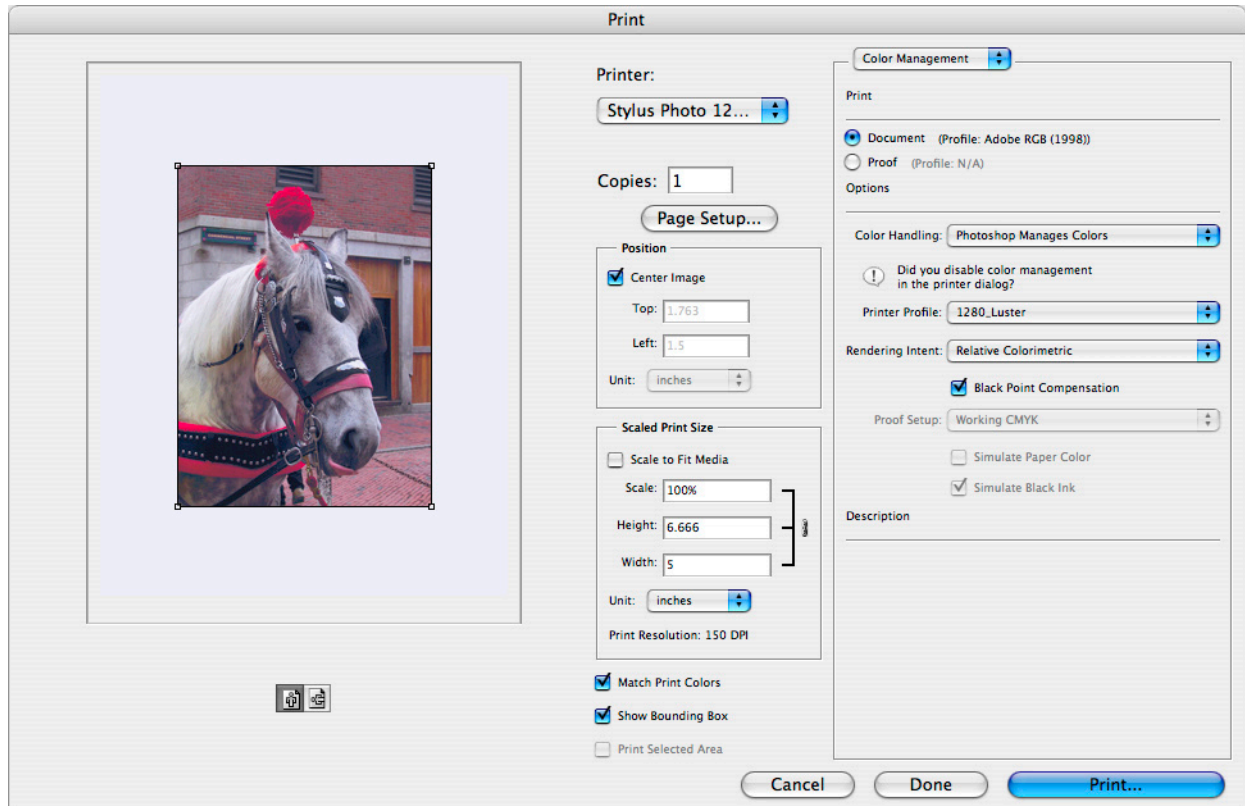 Print
Printer:
Stylus Photo 12...
Copies: 1
Page Setup...
Position
Center Image
Top: 1.763
Left: 1.5
Unit: inches
Scaled Print Size
Scale to Fit Media
Scale: 100%
Height: 6.666
Width: 5
Unit: inches
Print Resolution: 150 DPI
Match Print Colors
Show Bounding Box
Print Selected Area
Color Management
Print
Document (Profile: Adobe RGB (1998))
Proof (Profile: N/A)
Options
Color Handling: Photoshop Manages Colors
Did you disable color management
in the printer dialog?
Printer Profile: 1280_Luster
Rendering Intent: Relative Colorimetric
Black Point Compensation
Proof Setup: Working CMYK
Simulate Paper Color
Simulate Black Ink
Description
Cancel
Done
Print...